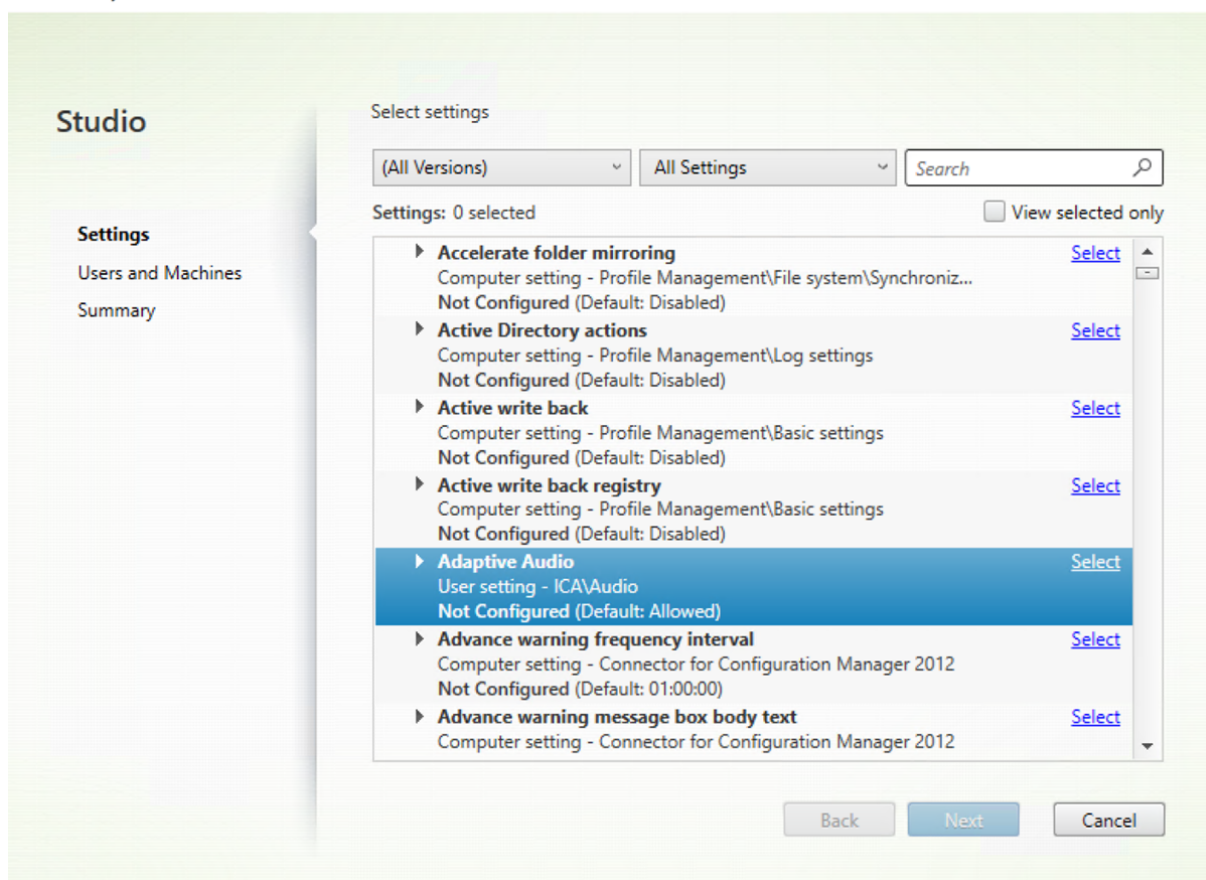 Studio
Settings
Users and Machines
Summary
Select settings
(All Versions)
All Settings
Search
Settings: 0 selected
View selected only
Accelerate folder mirroring
Select
Computer setting - Profile Management\File system\Synchroniz...
Not Configured (Default: Disabled)
Active Directory actions
Select
Computer setting - Profile Management\Log settings
Not Configured (Default: Disabled)
Active write back
Select
Computer setting - Profile Management\Basic settings
Not Configured (Default: Disabled)
Active write back registry
Select
Computer setting - Profile Management\Basic settings
Not Configured (Default: Disabled)
Adaptive Audio
Select
User setting - ICA\Audio
Not Configured (Default: Allowed)
Advance warning frequency interval
Select
Computer setting - Connector for Configuration Manager 2012
Not Configured (Default: 01:00:00)
Advance warning message box body text
Select
Computer setting - Connector for Configuration Manager 2012
Back
Next
Cancel